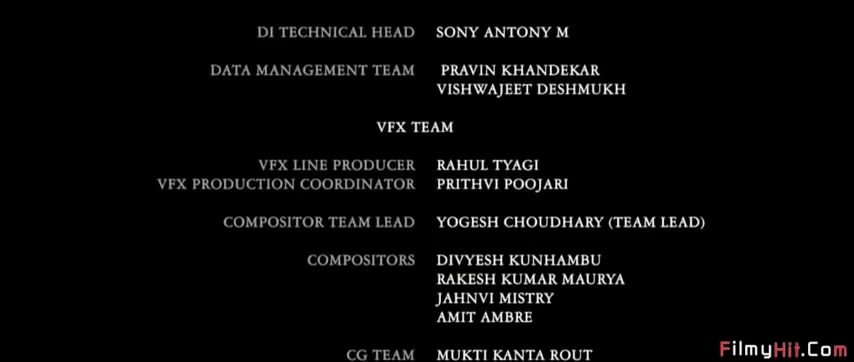 DI TECHNICAL HEAD SONY ANTONY M
DATA MANAGEMENT TEAM PRAVIN KHANDEKAR
VISHWAJEET DESHMUKH
VFX TEAM
VFX LINE PRODUCER RAHUL TYAGI
VFX PRODUCTION COORDINATOR PRITHVI POOJARI
COMPOSITOR TEAM LEAD YOGESH CHOUDHARY (TEAM LEAD)
COMPOSITORS DIVYESH KUNHAMBU
RAKESH KUMAR MAURYA
JAHNVI MISTRY
AMIT AMBRE
CG TEAM MUKTI KANTA ROUT
FilmyHit.Com